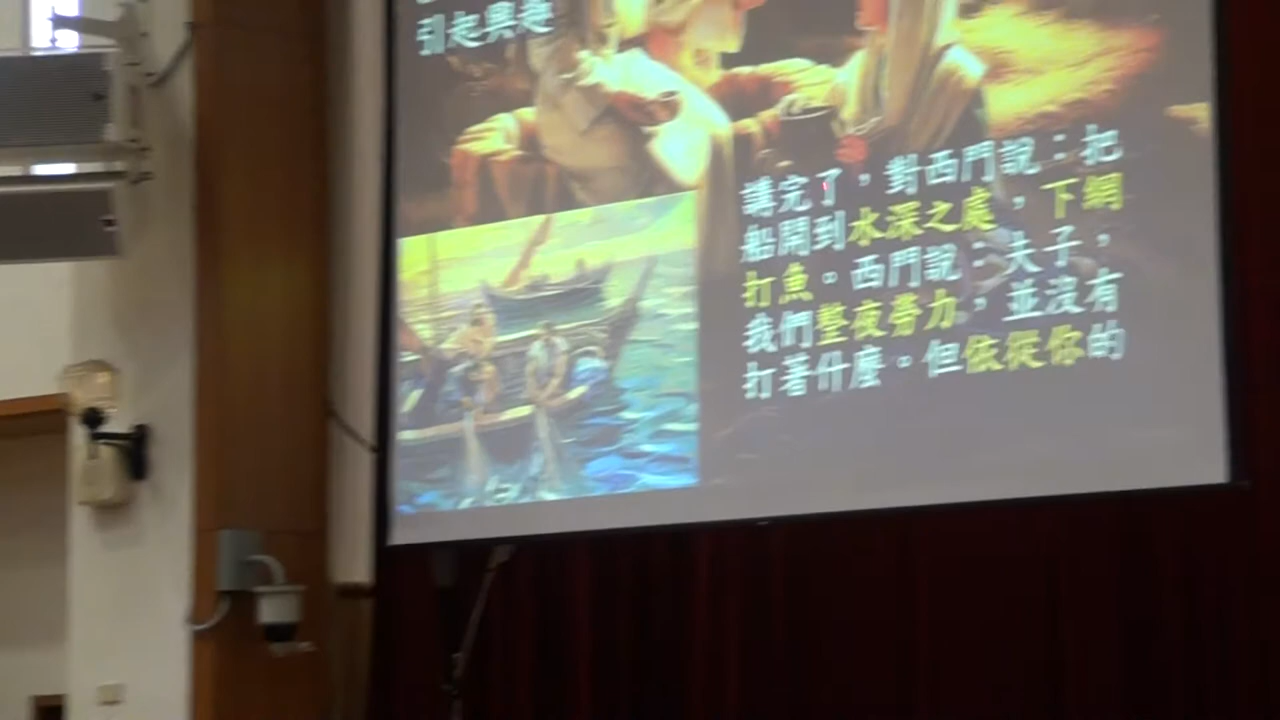 引起興趣
講完了，對西門說：把
船開到水深之處，下網
打魚。西門說：夫子，
我們整夜勞力，並沒有
打著什麼。但依從你的